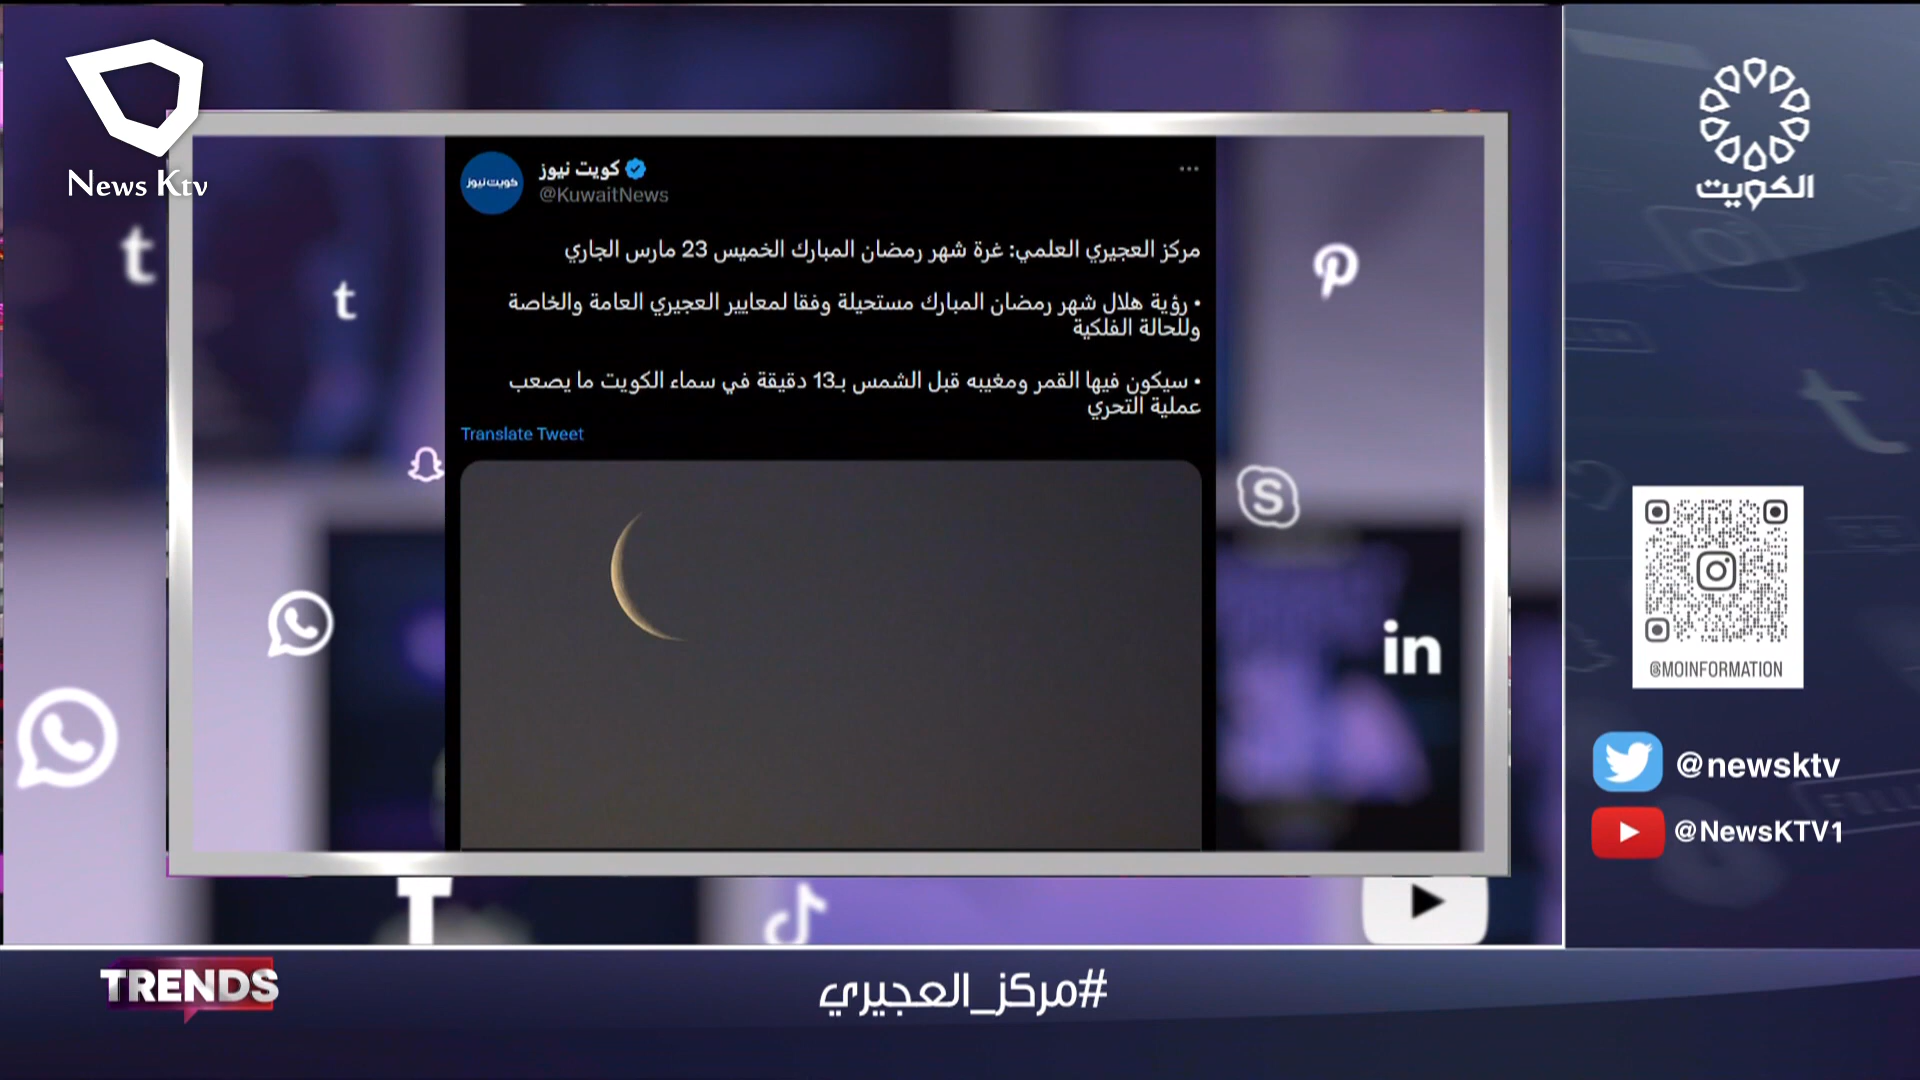 News Ktv
الكويت
كويت نيوز
كويت نيوز
@KuwaitNews
مركز العجيري العلمي: غرة شهر رمضان المبارك الخميس 23 مارس الجاري
• رؤية هلال شهر رمضان المبارك مستحيلة وفقا لمعايير العجيري العامة والخاصة
وللحالة الفلكية
• سيكون فيها القمر ومغيبه قبل الشمس بـ13 دقيقة في سماء الكويت ما يصعب
عملية التحري
Translate Tweet
@MOINFORMATION
@newsktv
@NewsKTV1
TRENDS
#مركز_العجيري